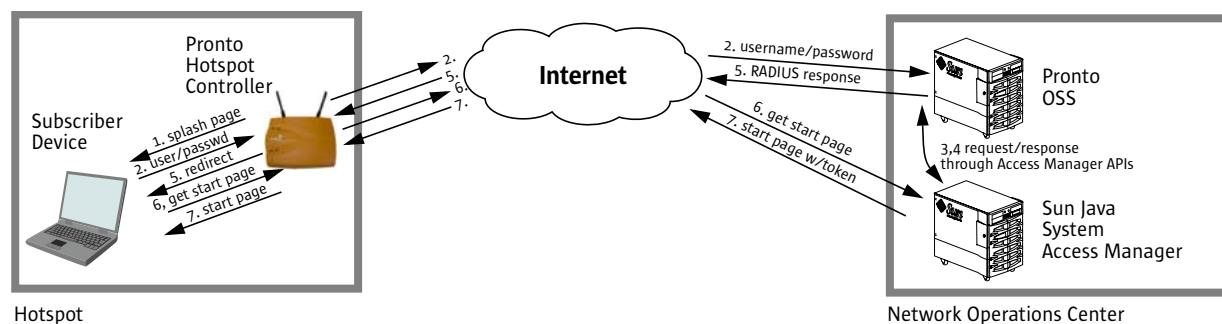 Pronto
Hotspot
Controller
Subscriber
Device
1. splash page
2. user/passwd
5. redirect
6, get start page
7. start page
2.
5.
6.
7.
Internet
2. username/password
5. RADIUS response
6. get start page
7. start page w/token
Pronto
OSS
3,4 request/response
through Access Manager APIs
Sun Java
System
Access Manager
Sun
Sun
Hotspot
Network Operations Center